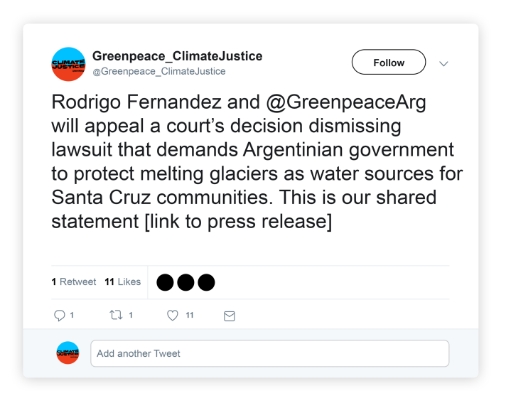 CLIMATE
JUSTICE
Greenpeace_ClimateJustice
@Greenpeace_ClimateJustice
Follow
Rodrigo Fernandez and @GreenpeaceArg
will appeal a court's decision dismissing
lawsuit that demands Argentinian government
to protect melting glaciers as water sources for
Santa Cruz communities. This is our shared
statement [link to press release]
1 Retweet 11 Likes
1 1 11
CLIMATE
JUSTICE
Add another Tweet